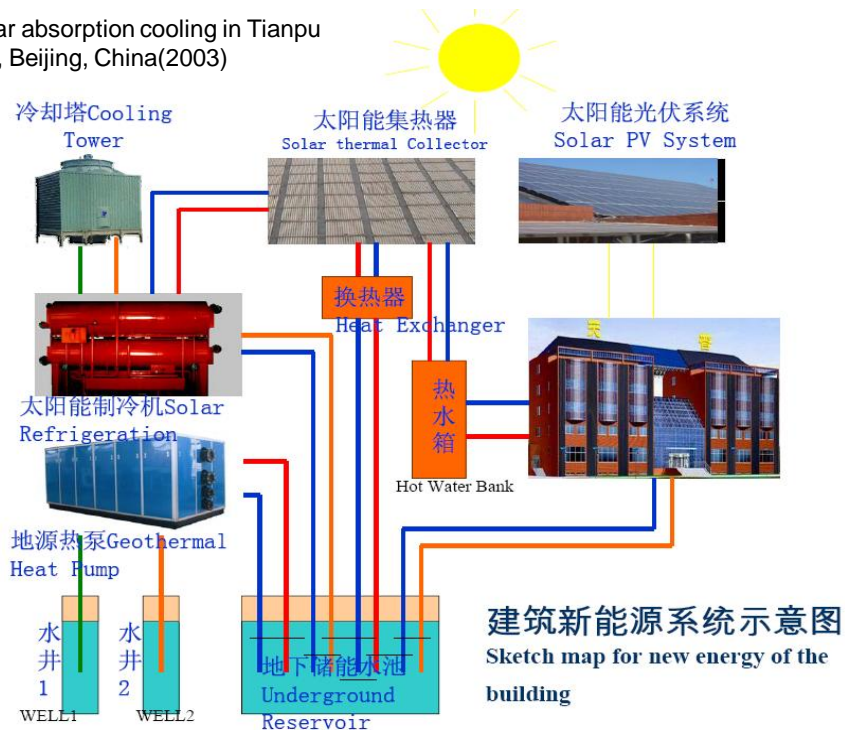 ar absorption cooling in Tianpu
, Beijing, China(2003)
冷却塔Cooling
Tower
太阳能集热器
Solar thermal Collector
太阳能光伏系统
Solar PV System
换热器
Heat Exchanger
天
普
热
水
箱
Hot Water Bank
太阳能制冷机Solar
Refrigeration
地源热泵Geothermal
Heat Pump
水
井
1
WELL1
水
井
2
WELL2
地下储能水池
Underground
Reservoir
建筑新能源系统示意图
Sketch map for new energy of the
building